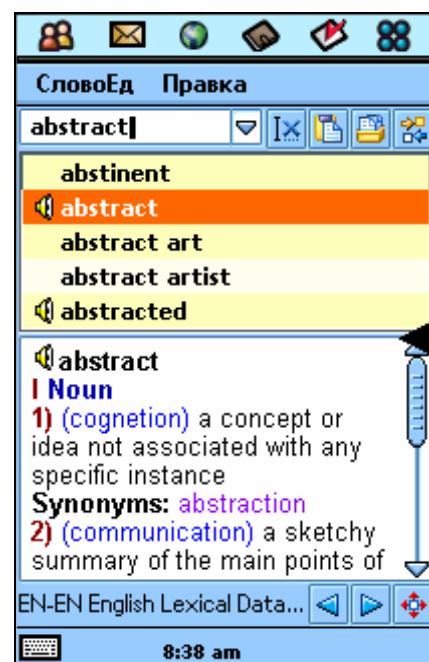 СловоЕд Правка
abstract
abstinent
abstract
abstract art
abstract artist
abstracted
abstract
I Noun
1) (cognetion) a concept or
idea not associated with any
specific instance
Synonyms: abstraction
2) (communication) a sketchy
summary of the main points of
EN-EN English Lexical Data...
8:38 am